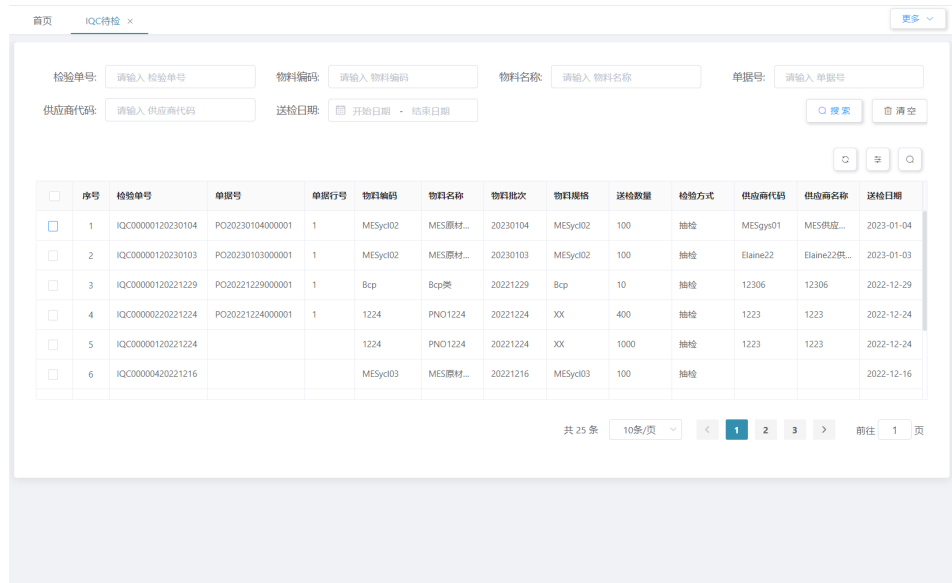 首页 IQC待检 × 更多
检验单号: 请输入 检验单号 物料编码: 请输入 物料编码 物料名称: 请输入 物料名称 单据号: 请输入 单据号
供应商代码: 请输入 供应商代码 送检日期: 开始日期 - 结束日期 搜索 清空
序号 检验单号 单据号 单据行号 物料编码 物料名称 物料批次 物料规格 送检数量 检验方式 供应商代码 供应商名称 送检日期
1 IQC00000120230104 PO20230104000001 1 MESycl02 MES原材... 20230104 MESycl02 100 抽检 MESgys01 MES供应... 2023-01-04
2 IQC00000120230103 PO20230103000001 1 MESycl02 MES原材... 20230103 MESycl02 100 抽检 Elaine22 Elaine22供... 2023-01-03
3 IQC00000120221229 PO20221229000001 1 Bcp Bcp类 20221229 Bcp 10 抽检 12306 12306 2022-12-29
4 IQC00000220221224 PO20221224000001 1 1224 PNO1224 20221224 XX 400 抽检 1223 1223 2022-12-24
5 IQC00000120221224 1224 PNO1224 20221224 XX 1000 抽检 1223 1223 2022-12-24
6 IQC00000420221216 MESycl03 MES原材... 20221216 MESycl03 100 抽检 2022-12-16
共 25 条 10条/页 < 1 2 3 > 前往 1 页